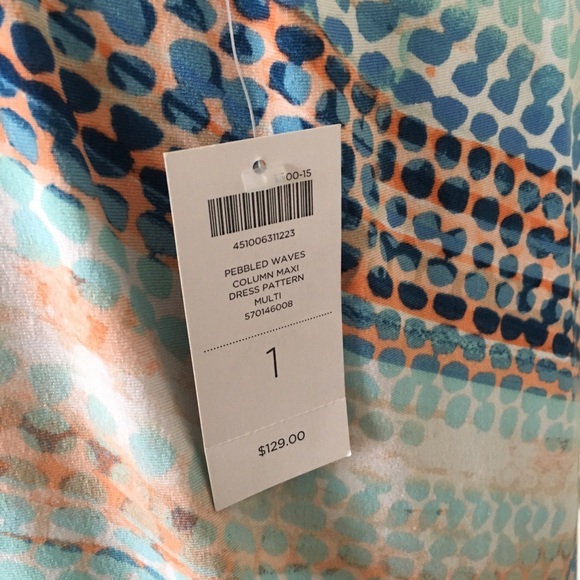 00-15
451006311223
PEBBLED WAVES
COLUMN MAXI
DRESS PATTERN
MULTI
570146008
1
$129.00